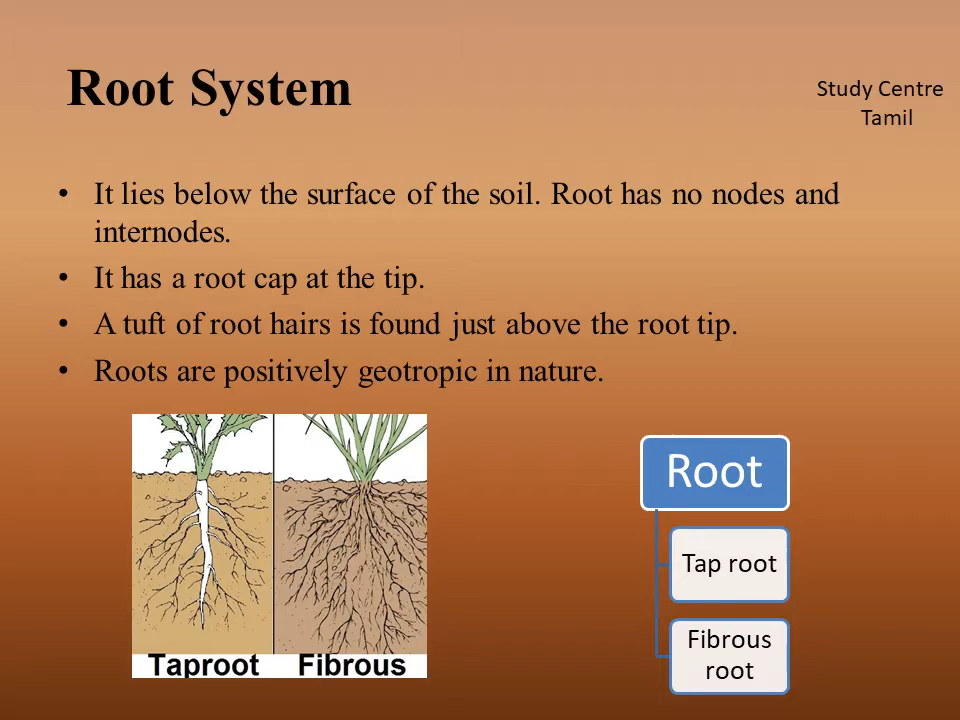 Root System
Study Centre
Tamil
• It lies below the surface of the soil. Root has no nodes and
internodes.
• It has a root cap at the tip.
• A tuft of root hairs is found just above the root tip.
• Roots are positively geotropic in nature.
Taproot Fibrous
Root
Tap root
Fibrous
root